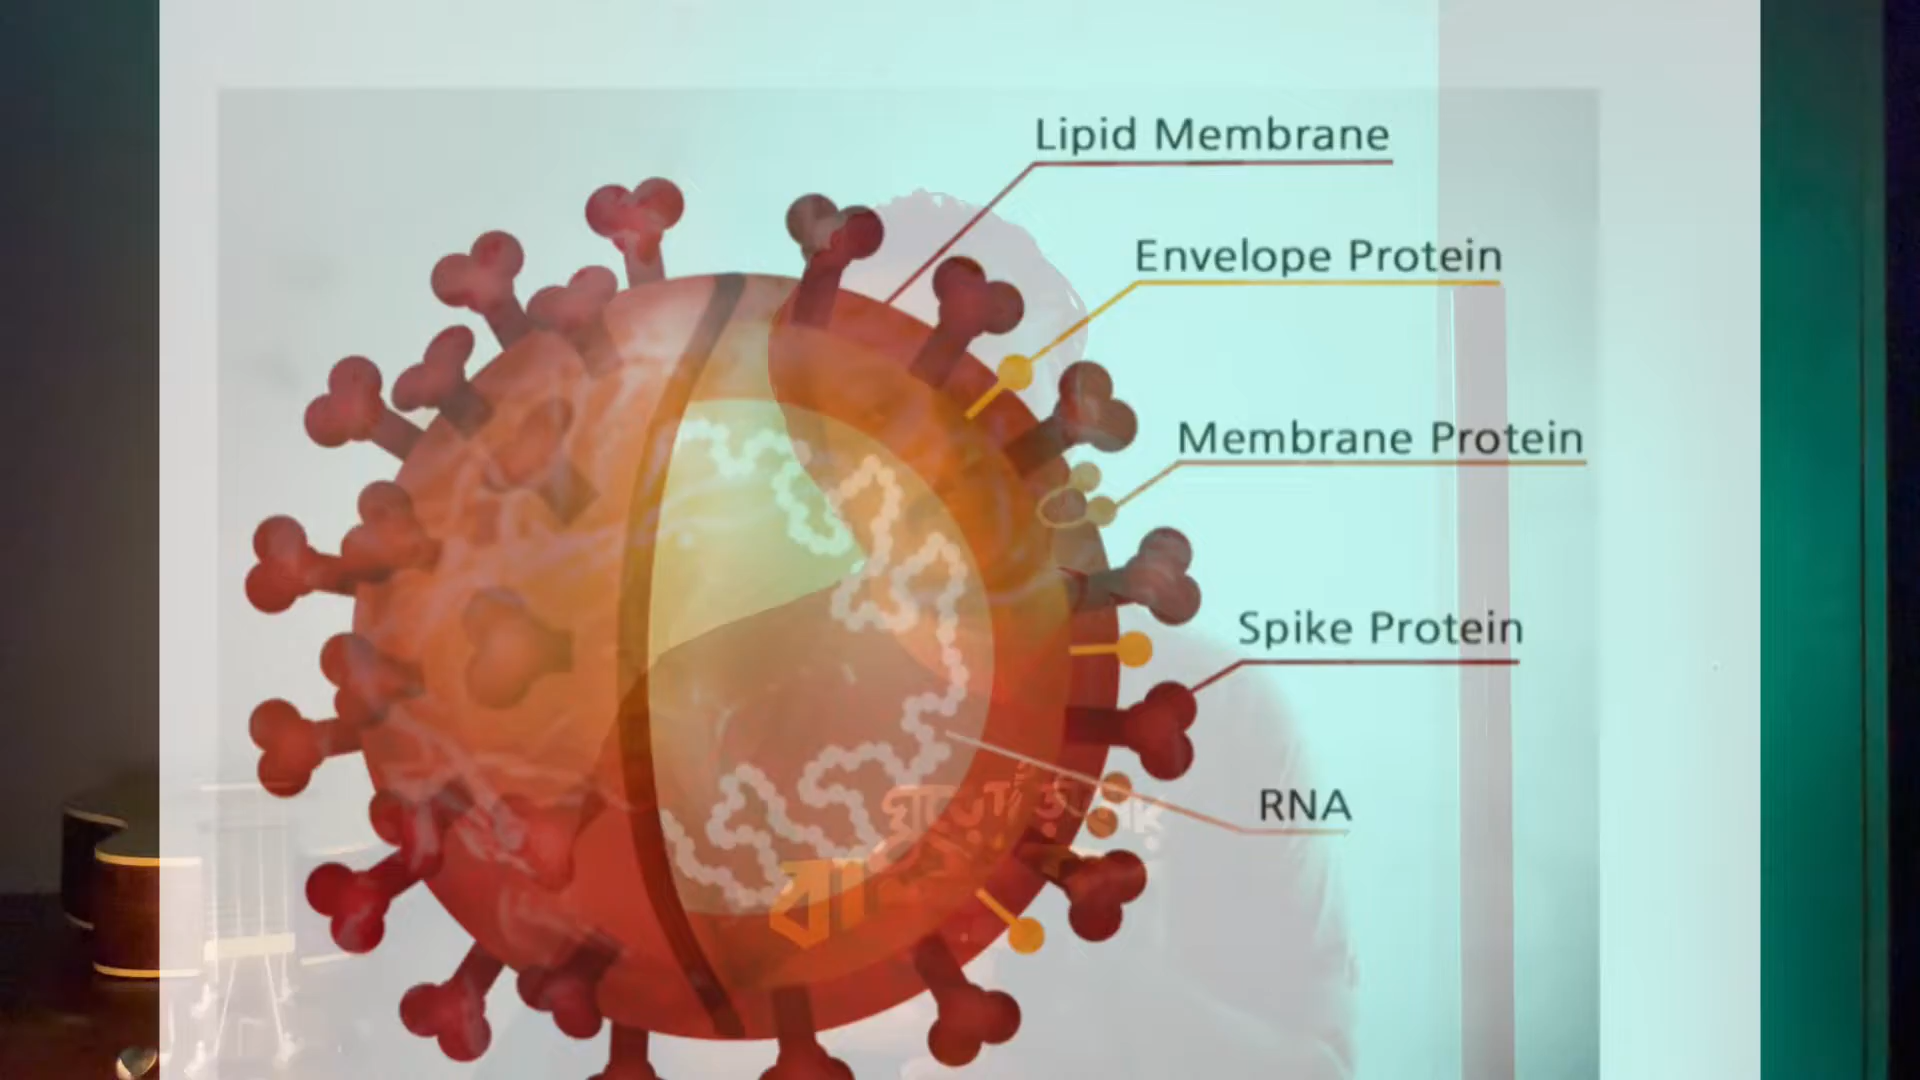 Lipid Membrane
Envelope Protein
Membrane Protein
Spike Protein
RNA